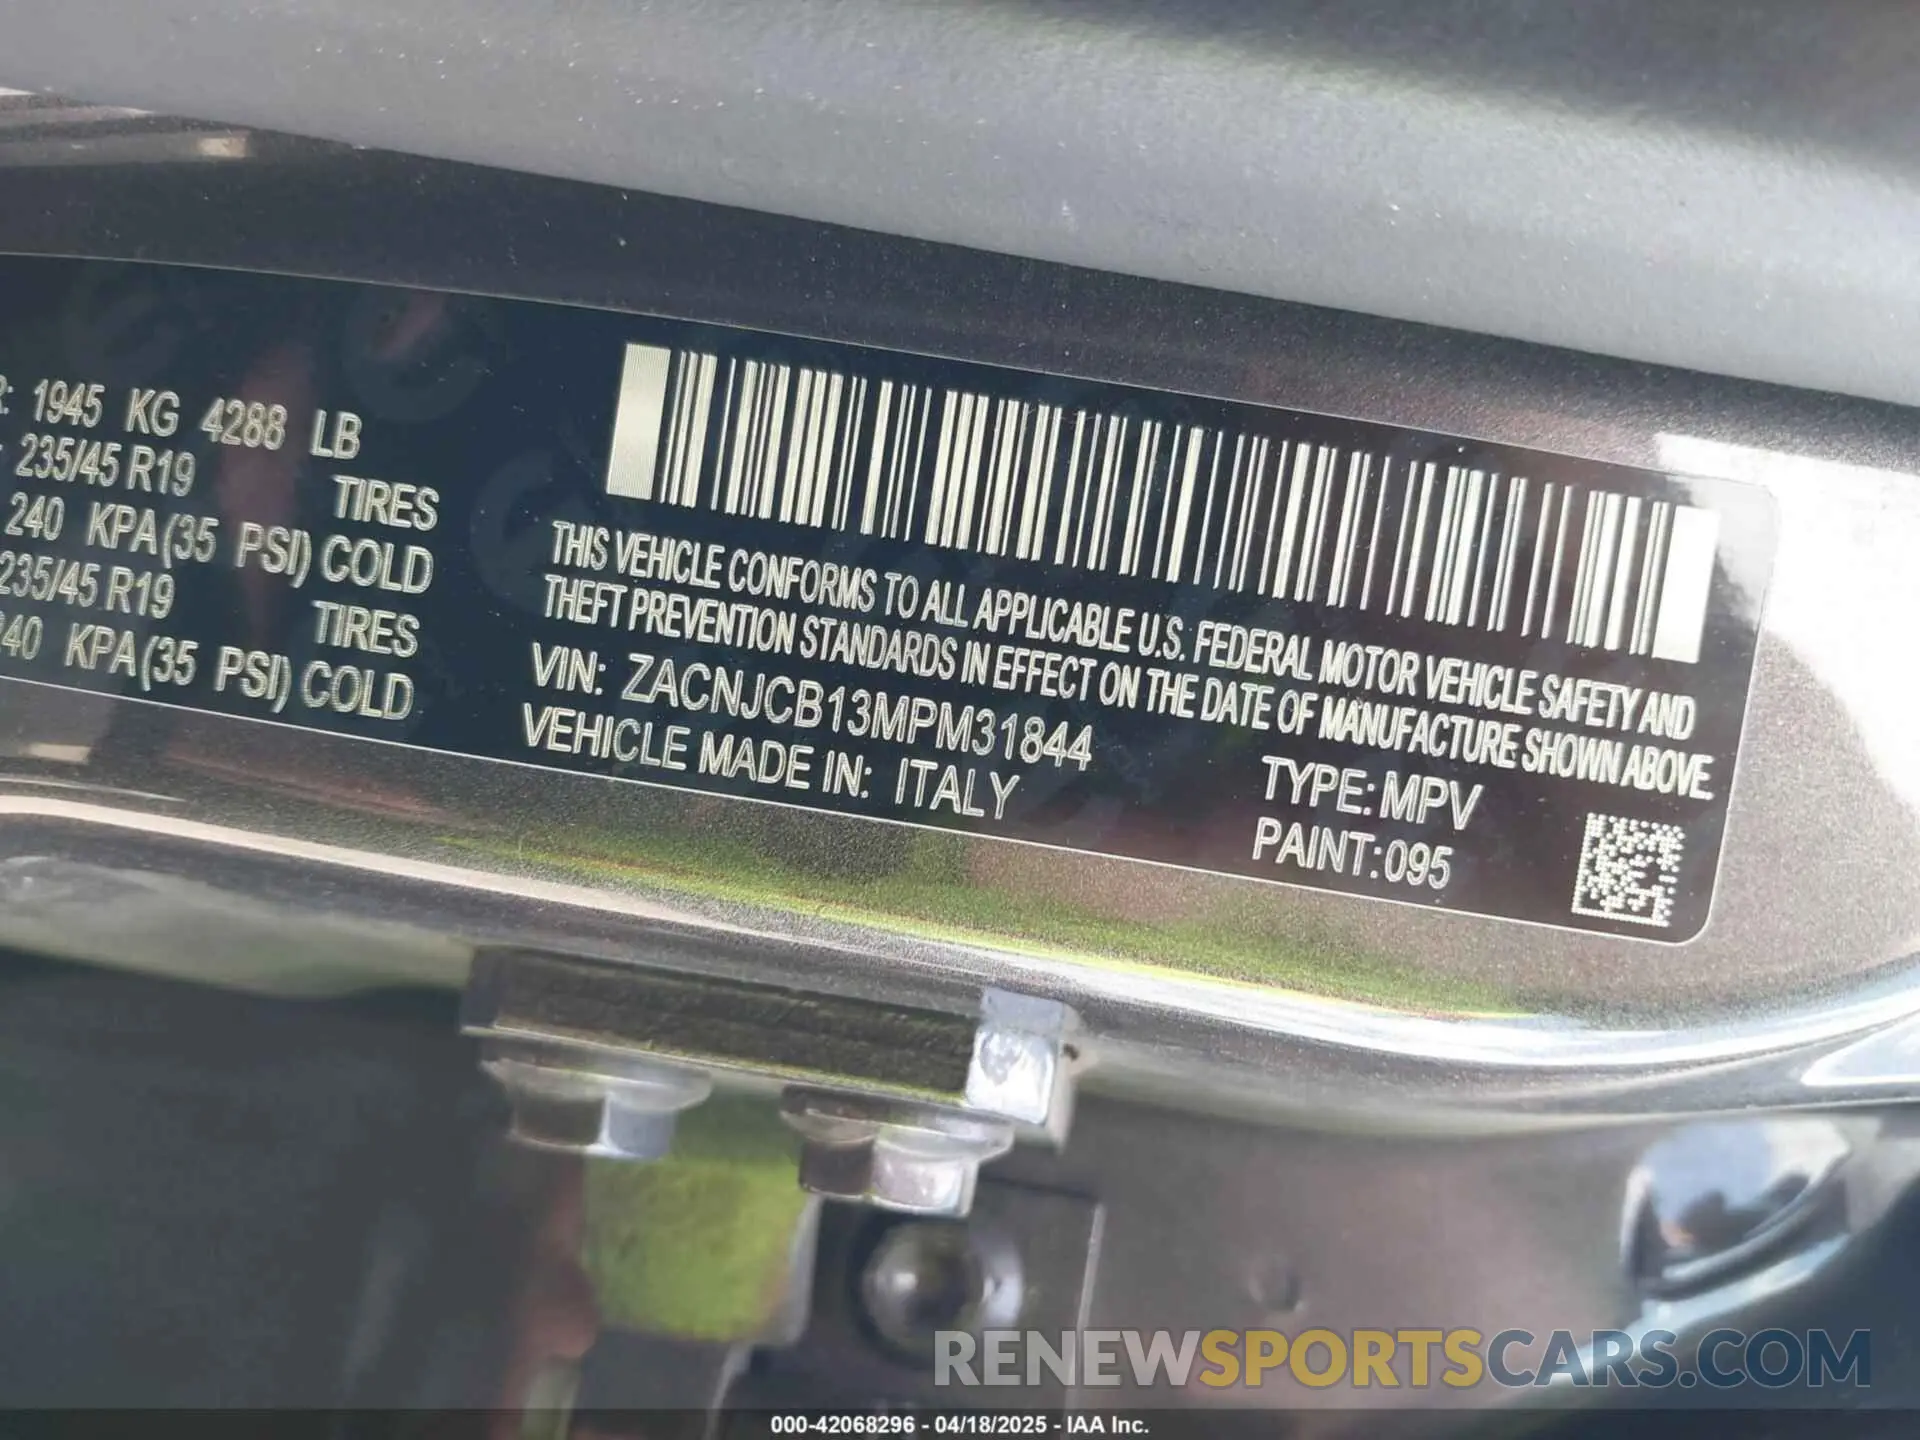 R: 1945 KG 4288 LB
235/45 R19 TIRES
240 KPA(35 PSI) COLD
235/45 R19 TIRES
240 KPA(35 PSI) COLD
THIS VEHICLE CONFORMS TO ALL APPLICABLE U.S. FEDERAL MOTOR VEHICLE SAFETY AND
THEFT PREVENTION STANDARDS IN EFFECT ON THE DATE OF MANUFACTURE SHOWN ABOVE.
VIN: ZACNJCB13MPM31844
TYPE: MPV
VEHICLE MADE IN: ITALY
PAINT: 095
RENEWSPORTSCARS.COM
000-42068296 - 04/18/2025 - IAA Inc.